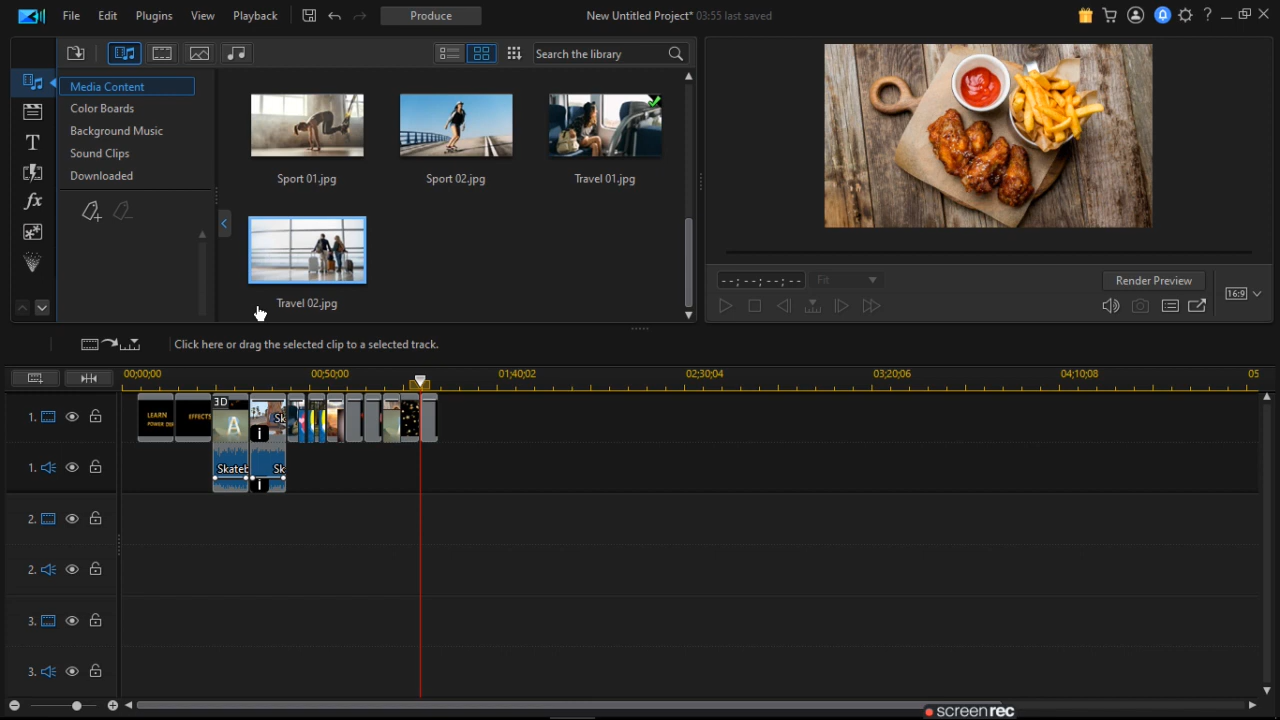 File Edit Plugins View Playback Produce New Untitled Project* 03:55 last saved
Search the library
Media Content
Color Boards
Background Music
Sound Clips
Downloaded
Sport 01.jpg Sport 02.jpg Travel 01.jpg
Travel 02.jpg
--;--;--;-- Fit Render Preview
16:9
Click here or drag the selected clip to a selected track.
00;00;00 00;50;00 01;40;02 02;30;04 03;20;06 04;10;08 05
3D
1. LEARN EFFECTS A i Sk
1. Skateb Sk i
2.
2.
3.
3.
screenrec